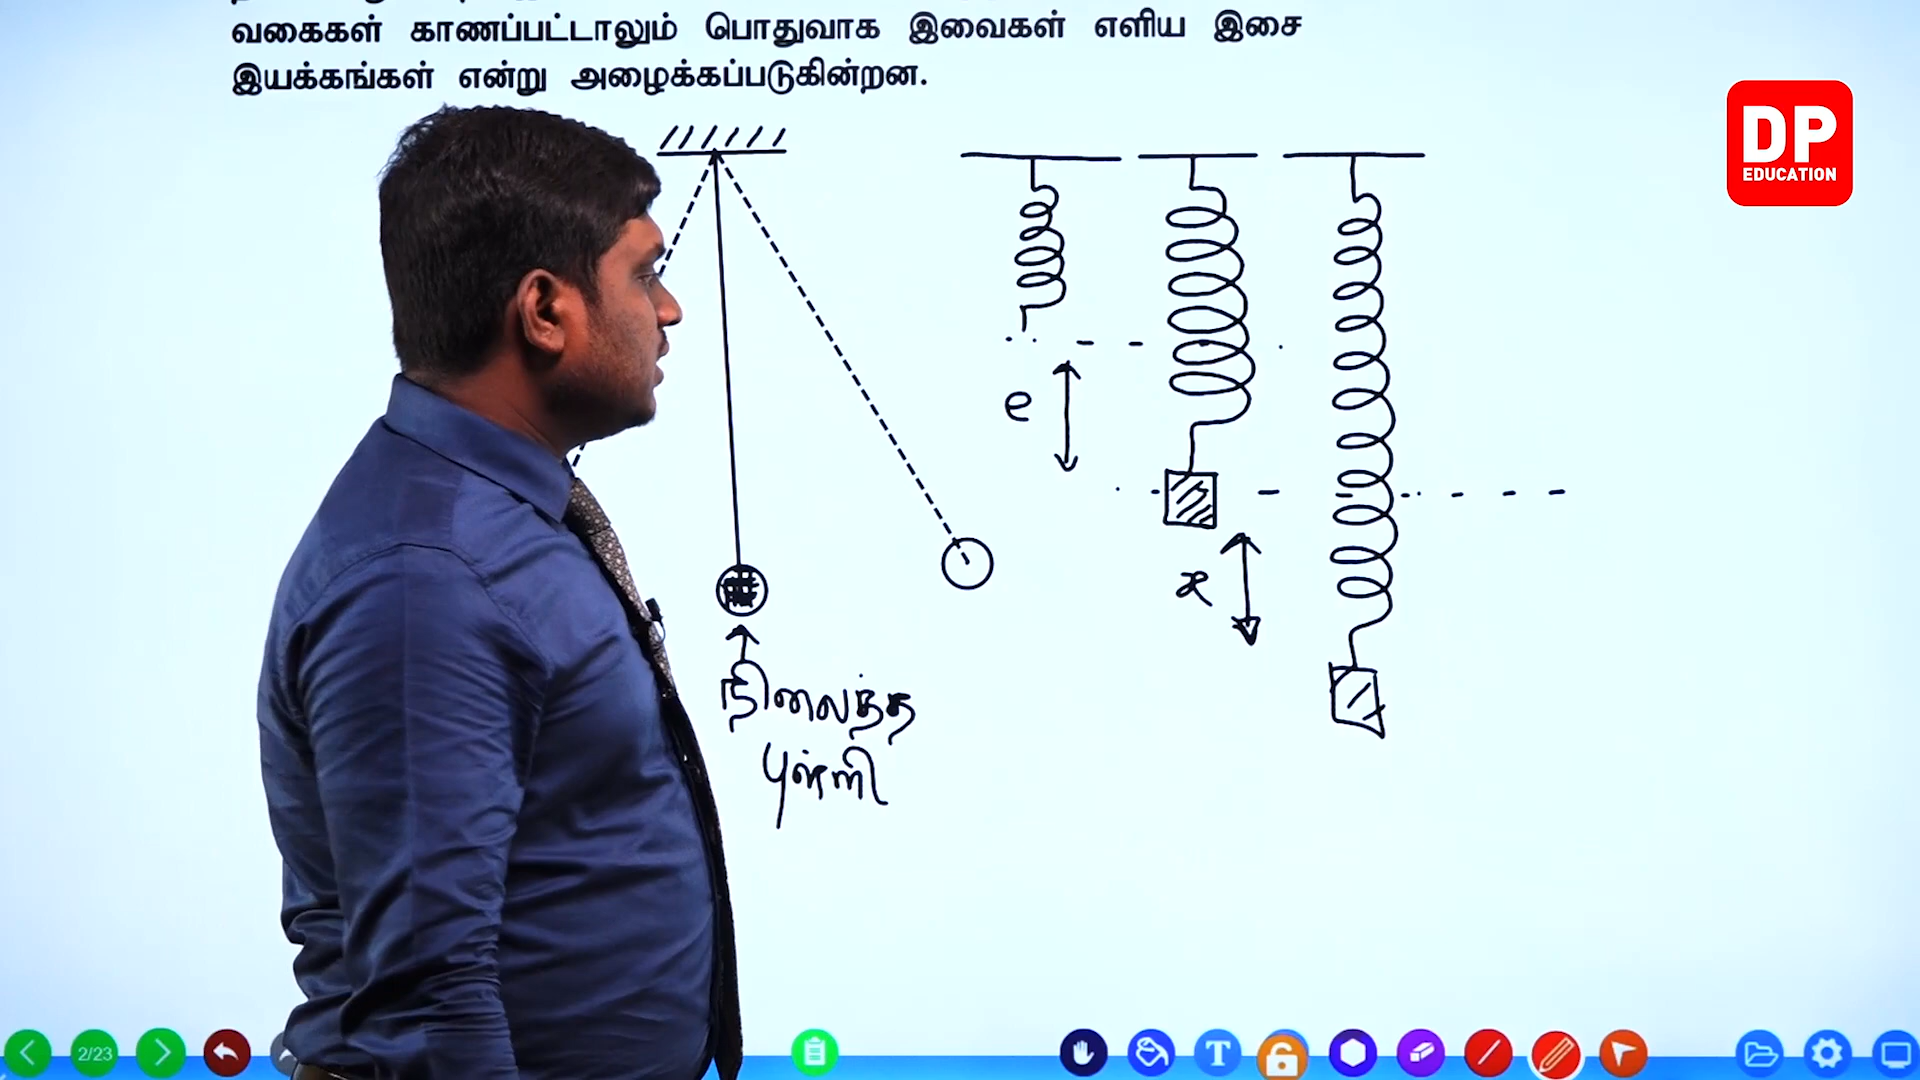 வகைகள் காணப்பட்டாலும் பொதுவாக இவைகள் எளிய இசை
இயக்கங்கள் என்று அழைக்கப்படுகின்றன.
DP
EDUCATION
e
x
நிலைத்த
புள்ளி
2/23
T